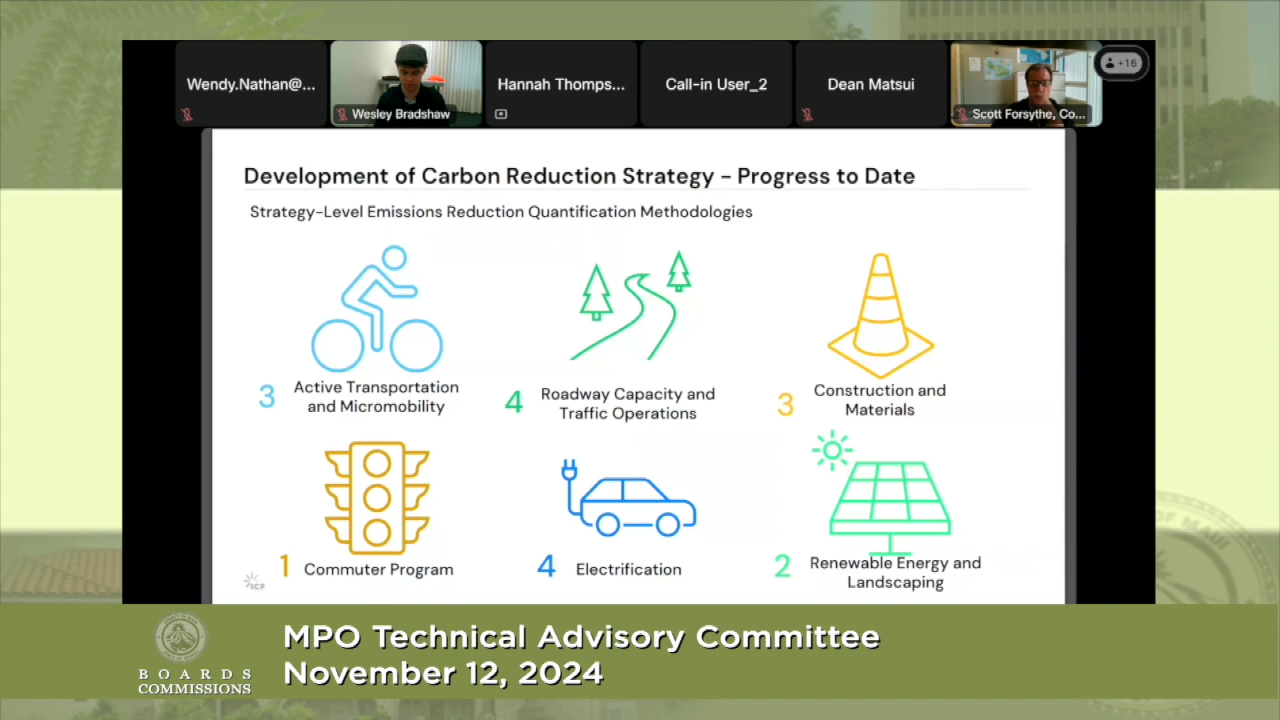 Wendy.Nathan@...
Wesley Bradshaw
Hannah Thomps...
Call-in User_2
Dean Matsui
Scott Forsythe, Co...
+16
Development of Carbon Reduction Strategy - Progress to Date
Strategy-Level Emissions Reduction Quantification Methodologies
3 Active Transportation
and Micromobility
4 Roadway Capacity and
Traffic Operations
3 Construction and
Materials
1 Commuter Program
4 Electrification
2 Renewable Energy and
Landscaping
ICF
BOARDS
COMMISSIONS
MPO Technical Advisory Committee
November 12, 2024